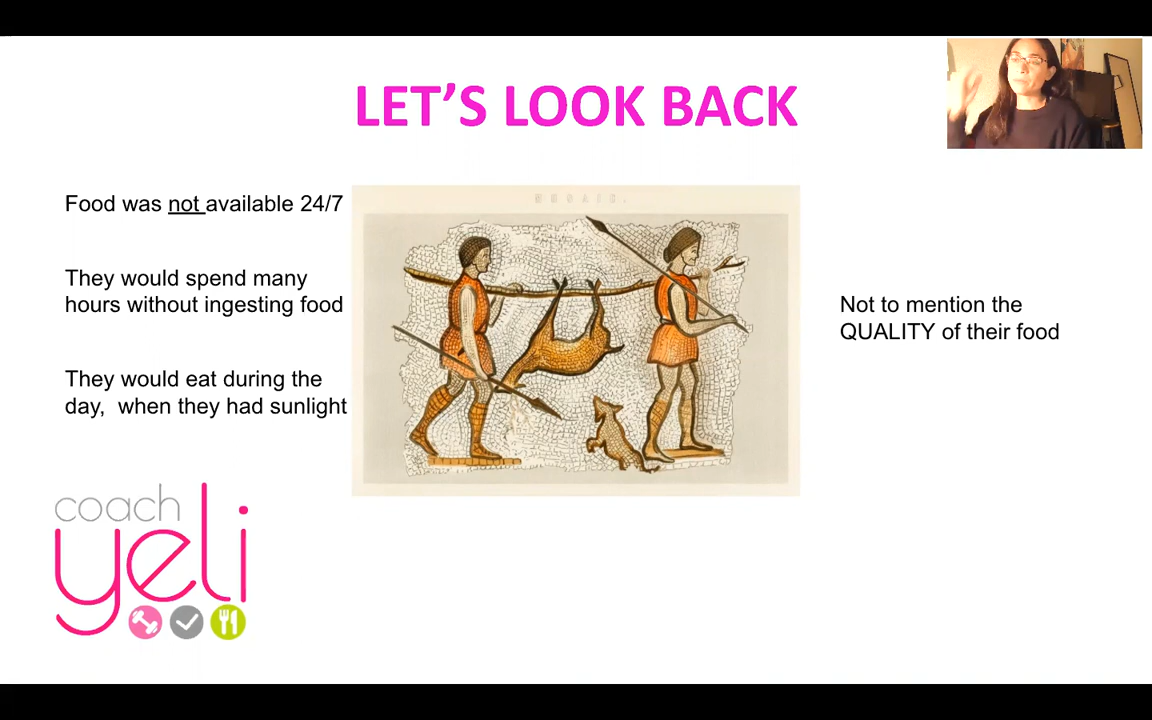 LET'S LOOK BACK
Food was not available 24/7
They would spend many
hours without ingesting food
They would eat during the
day, when they had sunlight
MOSAIC.
Not to mention the
QUALITY of their food
coach
yeli